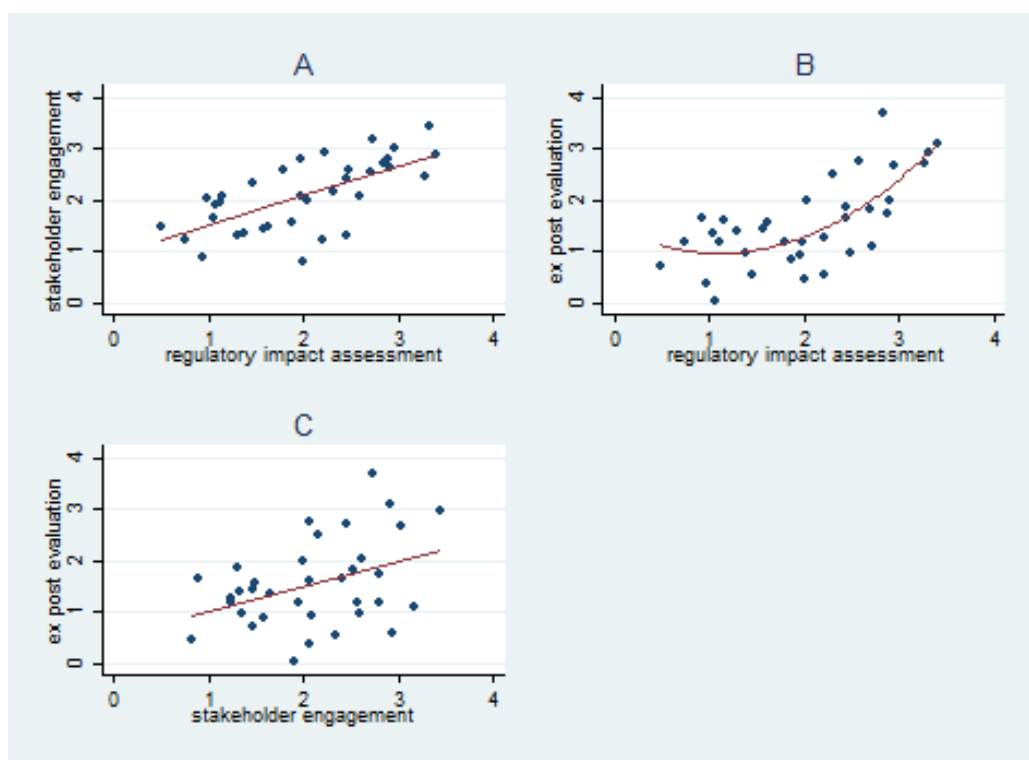 A
stakeholder engagement
4
3
2
1
0
0 1 2 3 4
regulatory impact assessment
B
ex post evaluation
4
3
2
1
0
0 1 2 3 4
regulatory impact assessment
C
ex post evaluation
4
3
2
1
0
0 1 2 3 4
stakeholder engagement